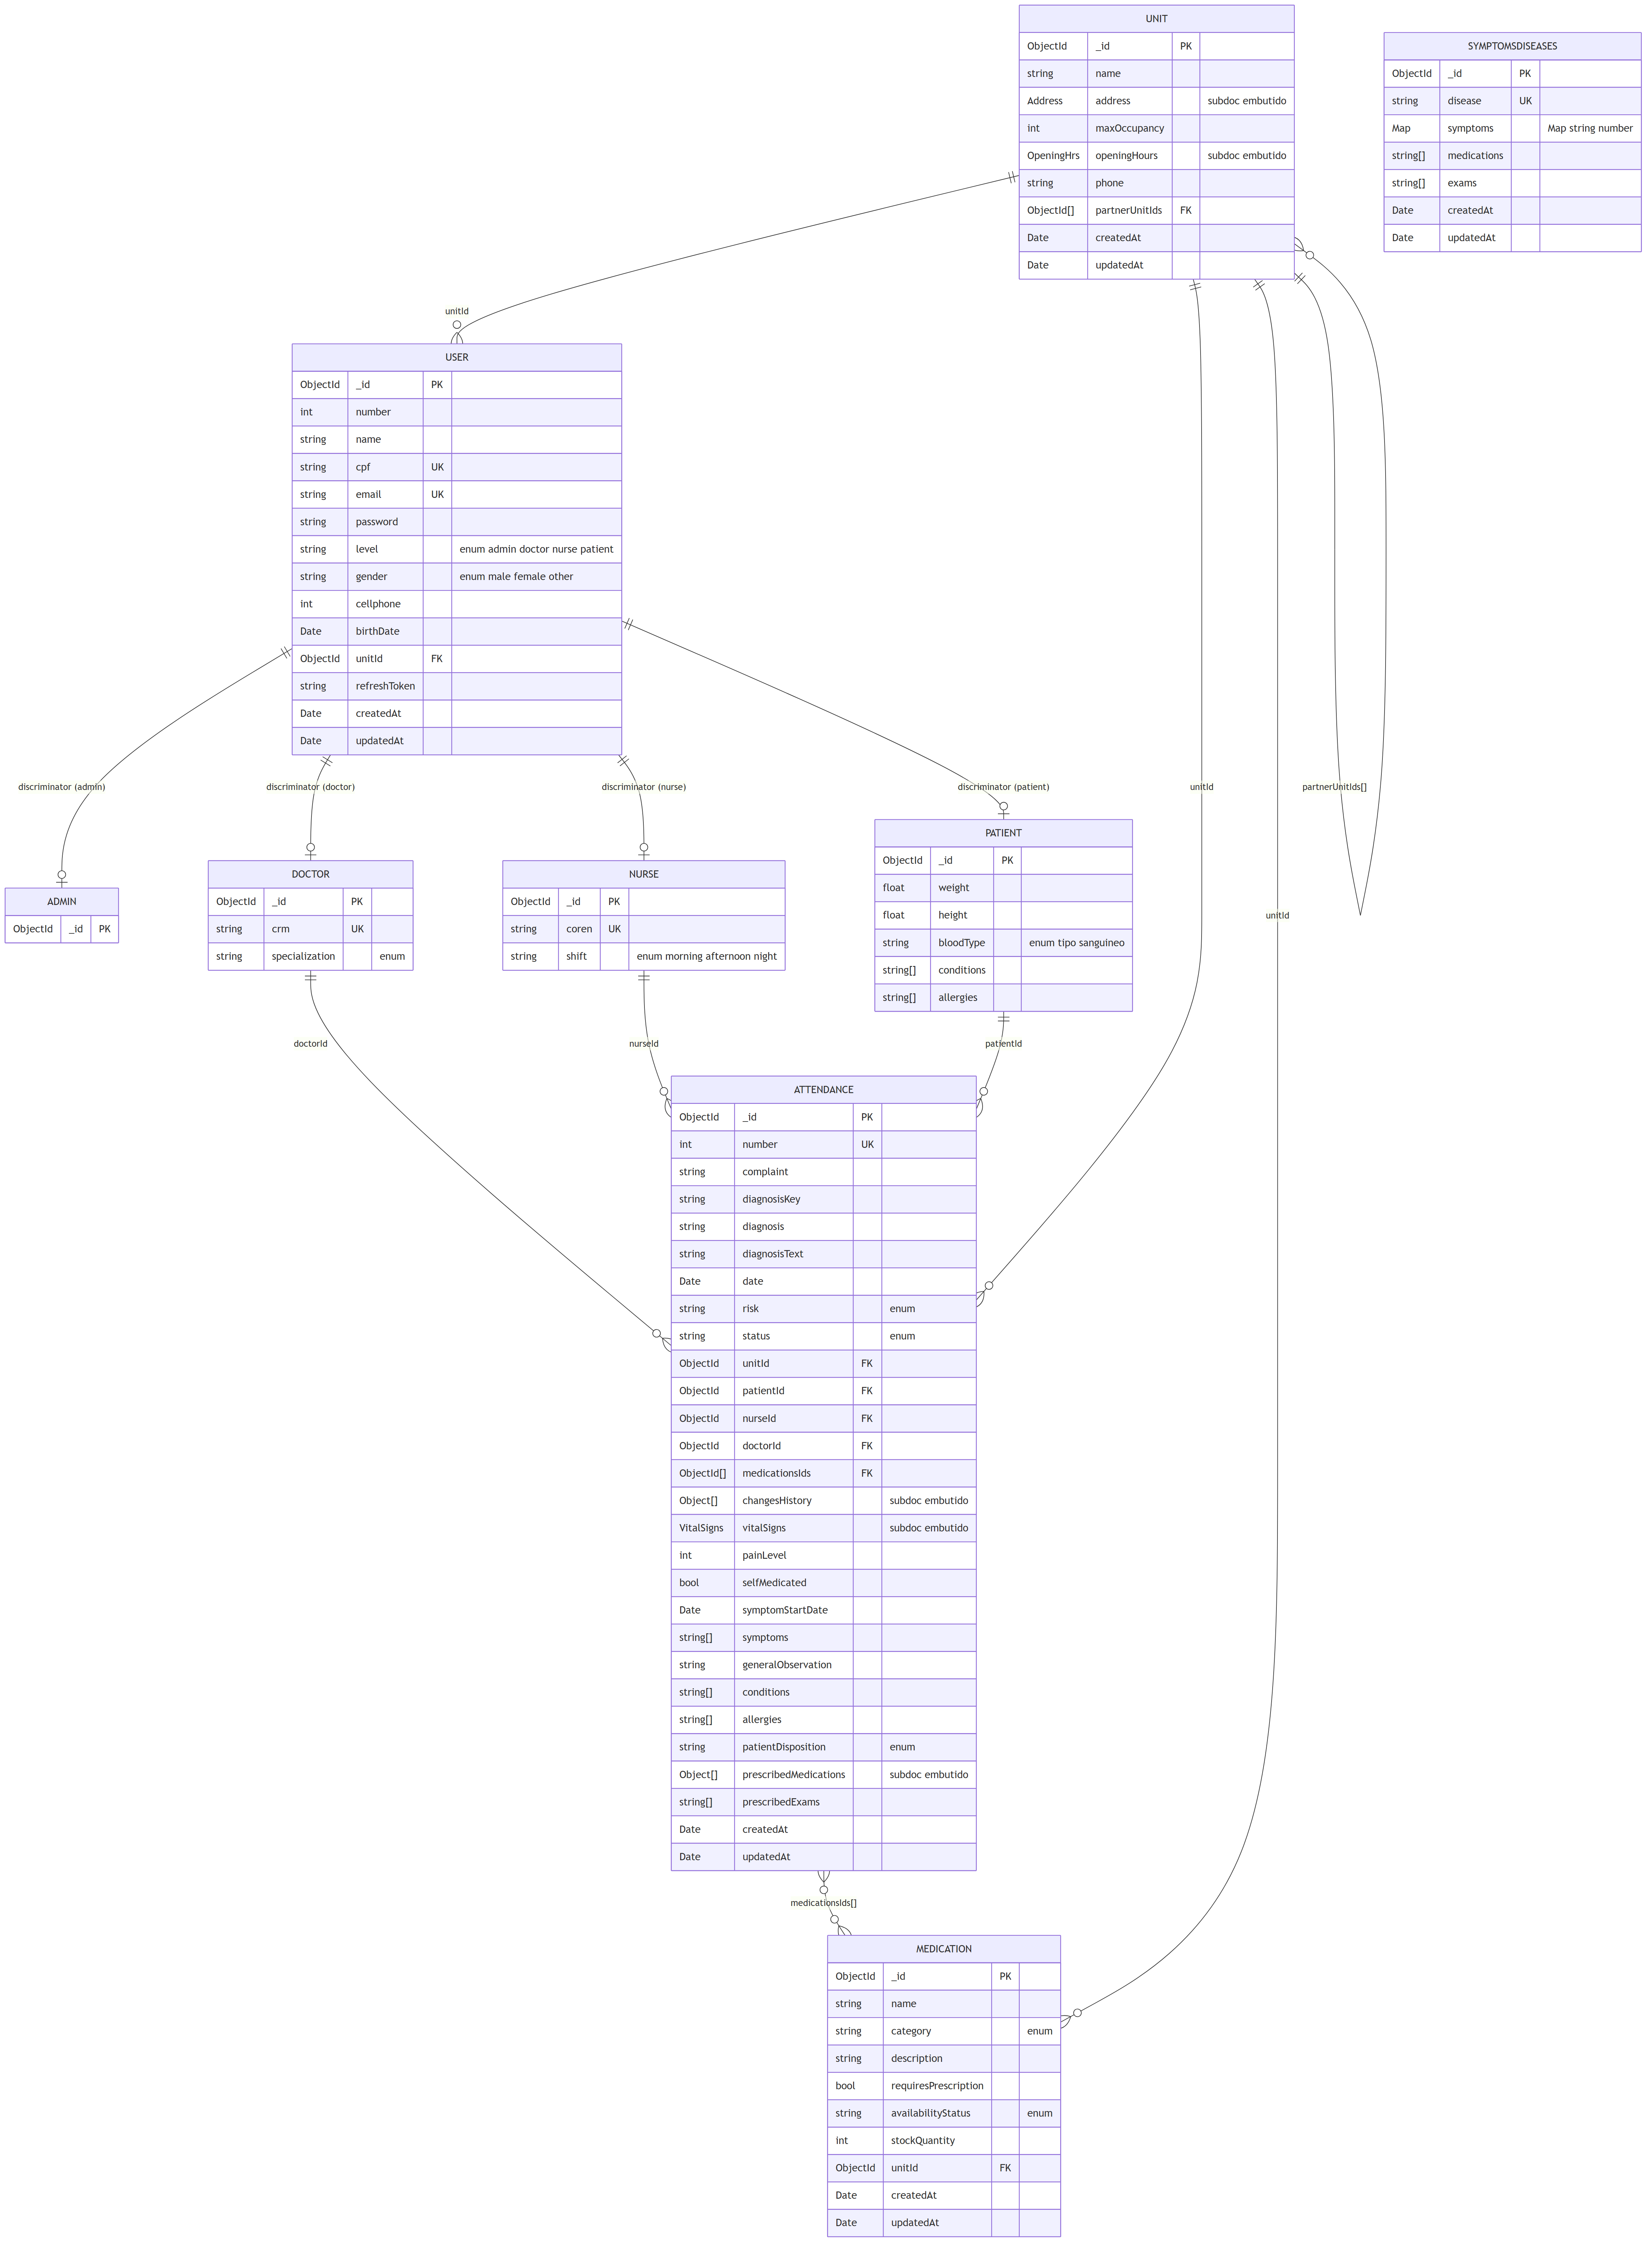 UNIT
ObjectId _id PK
string name
Address address subdoc embutido
int maxOccupancy
OpeningHrs openingHours subdoc embutido
string phone
ObjectId[] partnerUnitIds FK
Date createdAt
Date updatedAt
SYMPTOMSDISEASES
ObjectId _id PK
string disease UK
Map symptoms Map string number
string[] medications
string[] exams
Date createdAt
Date updatedAt
unitId
USER
ObjectId _id PK
int number
string name
string cpf UK
string email UK
string password
string level enum admin doctor nurse patient
string gender enum male female other
int cellphone
Date birthDate
ObjectId unitId FK
string refreshToken
Date createdAt
Date updatedAt
discriminator (admin)
discriminator (doctor)
discriminator (nurse)
discriminator (patient)
unitId
partnerUnitIds[]
ADMIN
ObjectId _id PK
DOCTOR
ObjectId _id PK
string crm UK
string specialization enum
NURSE
ObjectId _id PK
string coren UK
string shift enum morning afternoon night
PATIENT
ObjectId _id PK
float weight
float height
string bloodType enum tipo sanguineo
string[] conditions
string[] allergies
unitId
doctorId
nurseId
patientId
ATTENDANCE
ObjectId _id PK
int number UK
string complaint
string diagnosisKey
string diagnosis
string diagnosisText
Date date
string risk enum
string status enum
ObjectId unitId FK
ObjectId patientId FK
ObjectId nurseId FK
ObjectId doctorId FK
ObjectId[] medicationsIds FK
Object[] changesHistory subdoc embutido
VitalSigns vitalSigns subdoc embutido
int painLevel
bool selfMedicated
Date symptomStartDate
string[] symptoms
string generalObservation
string[] conditions
string[] allergies
string patientDisposition enum
Object[] prescribedMedications subdoc embutido
string[] prescribedExams
Date createdAt
Date updatedAt
medicationsIds[]
MEDICATION
ObjectId _id PK
string name
string category enum
string description
bool requiresPrescription
string availabilityStatus enum
int stockQuantity
ObjectId unitId FK
Date createdAt
Date updatedAt